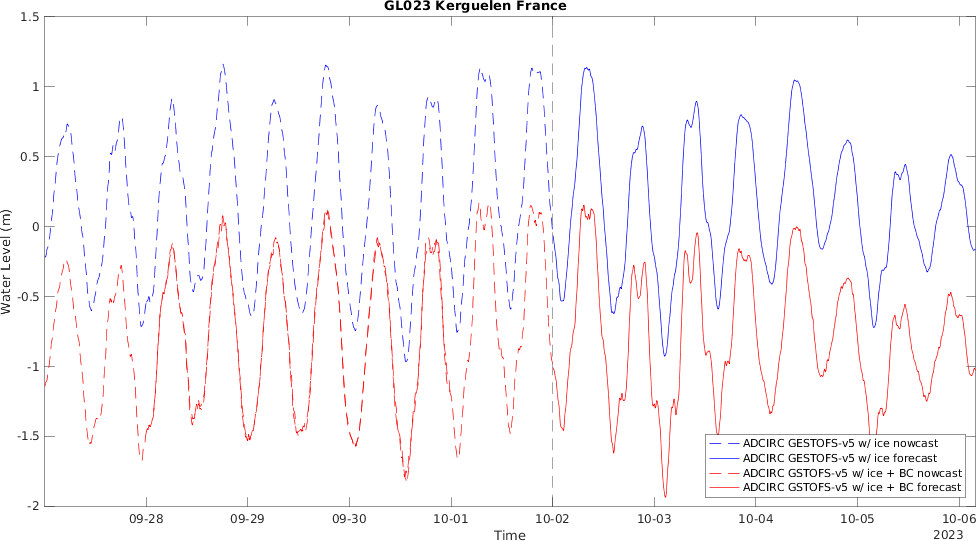 GL023 Kerguelen France
1.5
1
0.5
0
-0.5
-1
-1.5
-2
Water Level (m)
09-28 09-29 09-30 10-01 10-02 10-03 10-04 10-05 10-06
Time
2023
ADCIRC GESTOFS-v5 w/ ice nowcast
ADCIRC GESTOFS-v5 w/ ice forecast
ADCIRC GSTOFS-v5 w/ ice + BC nowcast
ADCIRC GSTOFS-v5 w/ ice + BC forecast